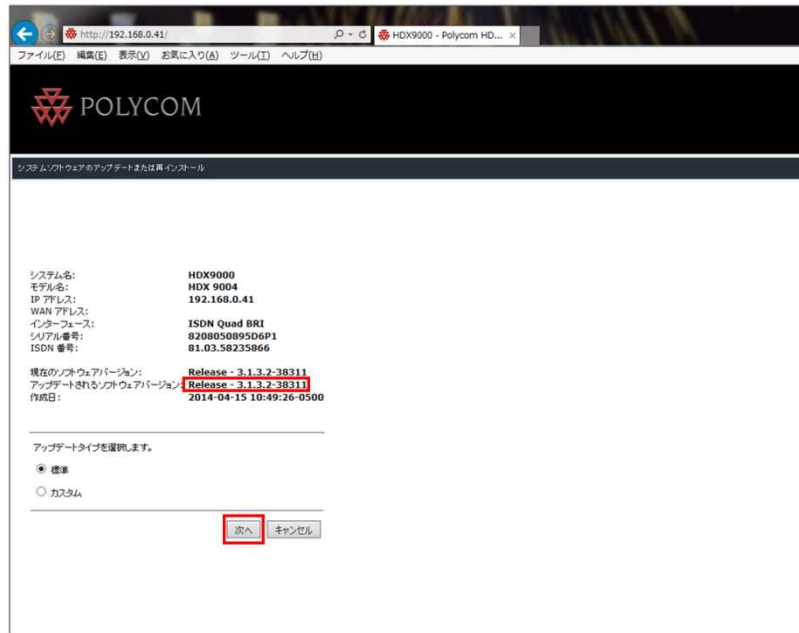 http://192.168.0.41/
HDX9000 - Polycom HD...
ファイル(F) 編集(E) 表示(V) お気に入り(A) ツール(T) ヘルプ(H)
POLYCOM
システムソフトウェアのアップデートまたは再インストール
システム名: HDX9000
モデル名: HDX 9004
IP アドレス: 192.168.0.41
WAN アドレス:
インターフェース: ISDN Quad BRI
シリアル番号: 8208050895D6P1
ISDN 番号: 81.03.58235866
現在のソフトウェアバージョン: Release - 3.1.3.2-38311
アップデートされるソフトウェアバージョン: Release - 3.1.3.2-38311
作成日: 2014-04-15 10:49:26-0500
アップデートタイプを選択します。
標準
カスタム
次へ キャンセル